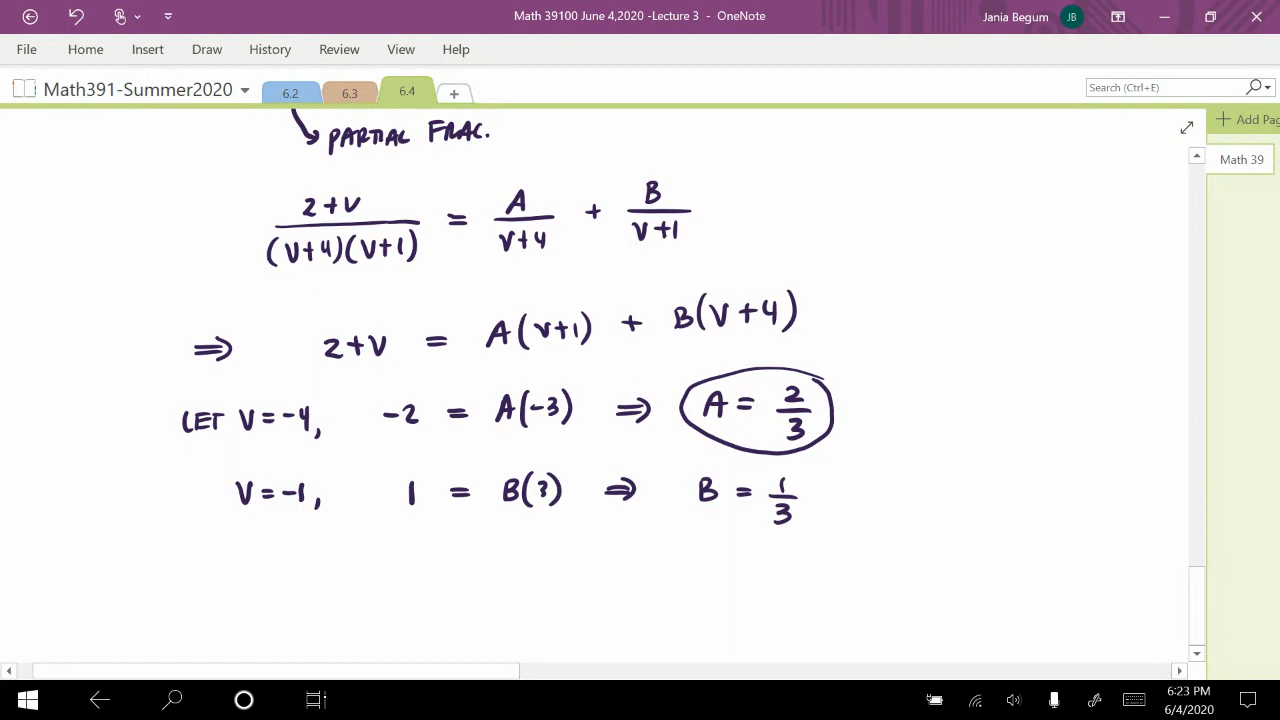 Math 39100 June 4,2020 -Lecture 3 - OneNote
Jania Begum JB
File Home Insert Draw History Quick Review View Help
Math391-Summer2020 6.2 6.3 6.4 +
Search (Ctrl+E)
Add Pag
Math 39
PARTIAL FRAC.
2+V / (V+4)(V+1) = A / V+4 + B / V+1
⇒ 2+V = A(V+1) + B(V+4)
LET V=-4, -2 = A(-3) ⇒ A = 2/3
V=-1, 1 = B(3) ⇒ B = 1/3
6:23 PM
6/4/2020